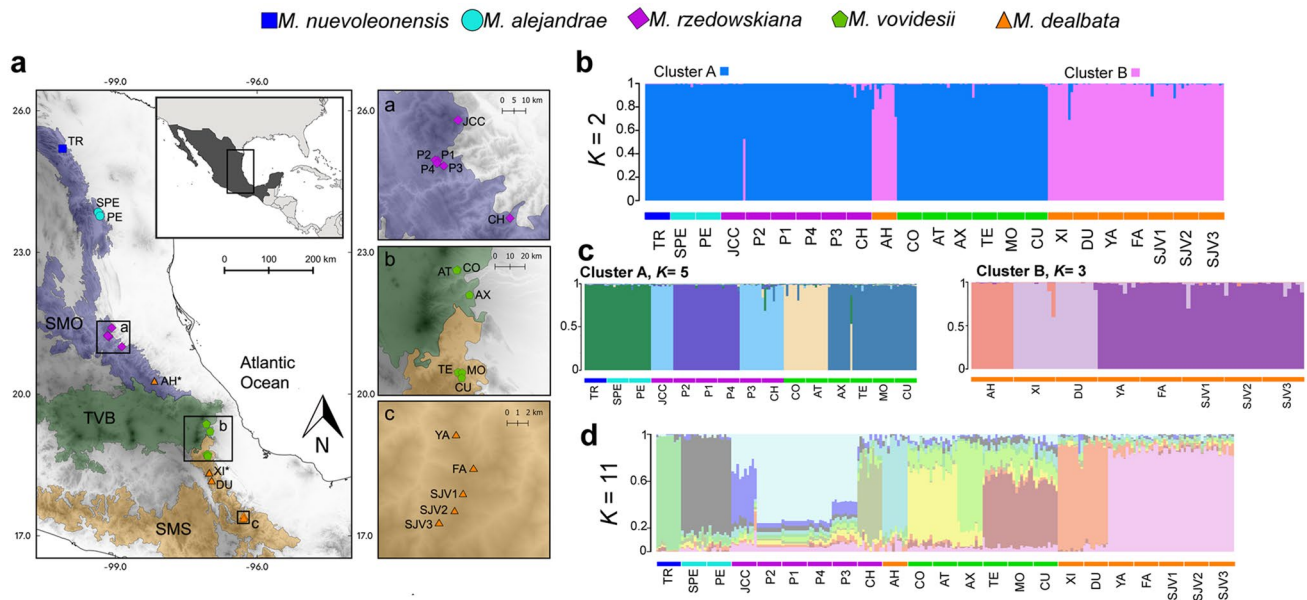 M. nuevoleonensis M. alejandrae M. rzedowskiana M. vovidesii M. dealbata
a
-99.0 -96.0
26.0 26.0
TR
SPE
PE
23.0 23.0
0 100 200 km
SMO
a
AH*
Atlantic
Ocean
20.0 20.0
TVB
b
N
XI*
DU
SMS
c
17.0 17.0
-99.0 -96.0
a
0 5 10 km
JCC
P2 P1
P4 P3
CH
b
0 10 20 km
AT CO
AX
TE MO
CU
c
0 1 2 km
YA
FA
SJV1
SJV2
SJV3
b
Cluster A Cluster B
K = 2
1
0.8
0.6
0.4
0.2
0
TR SPE PE JCC P2 P1 P4 P3 CH AH CO AT AX TE MO CU XI DU YA FA SJV1 SJV2 SJV3
c
Cluster A, K= 5
1
0.5
0
TR SPE PE JCC P2 P1 P4 P3 CH CO AT AX TE MO CU
Cluster B, K= 3
1
0.5
0
AH XI DU YA FA SJV1 SJV2 SJV3
d
K = 11
1
0.6
0.2
0
TR SPE PE JCC P2 P1 P4 P3 CH AH CO AT AX TE MO CU XI DU YA FA SJV1 SJV2 SJV3